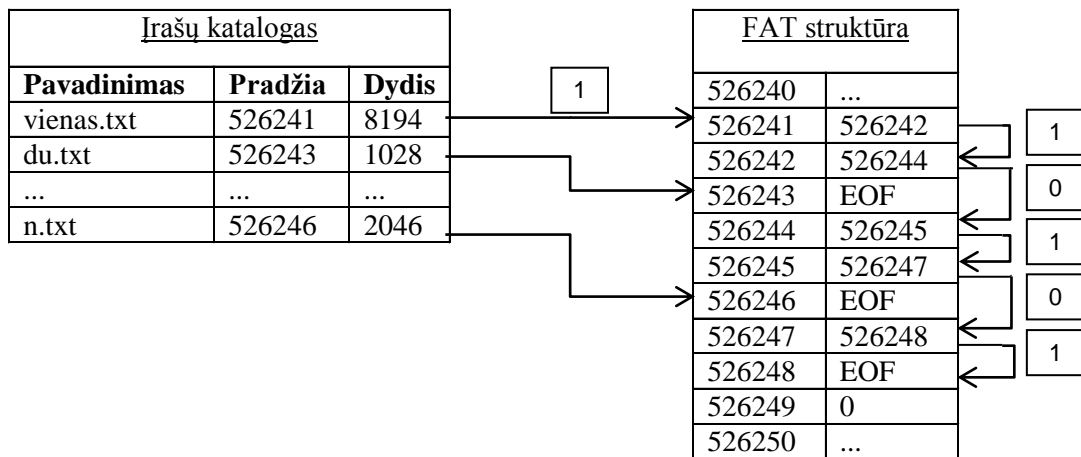 Įrašų katalogas
Pavadinimas Pradžia Dydis
vienas.txt 526241 8194
du.txt 526243 1028
... ... ...
n.txt 526246 2046
1
FAT struktūra
526240 ...
526241 526242
526242 526244
526243 EOF
526244 526245
526245 526247
526246 EOF
526247 526248
526248 EOF
526249 0
526250 ...
1
0
1
0
1